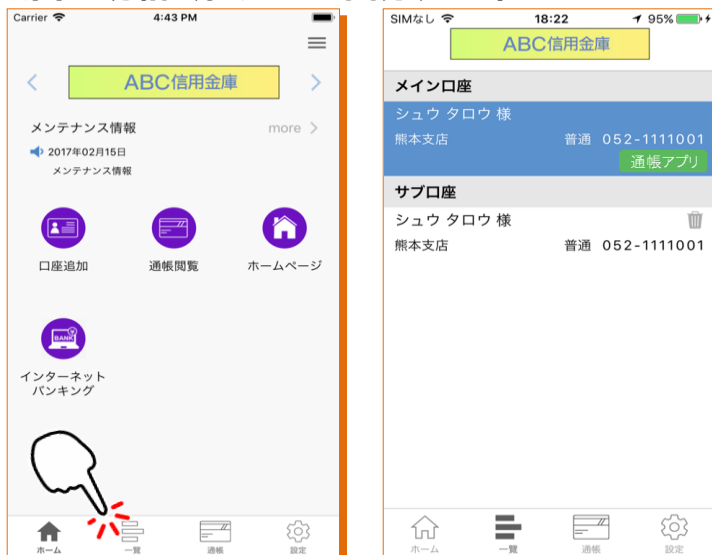 Carrier 4:43 PM
ABC信用金庫
メンテナンス情報 more
2017年02月15日
メンテナンス情報
口座追加 通帳閲覧 ホームページ
BANK
インターネット
バンキング
ホーム 一覧 通帳 設定
SIMなし 18:22 95%
ABC信用金庫
メイン口座
シュウ タロウ 様
熊本支店 普通 052-1111001
通帳アプリ
サブ口座
シュウ タロウ 様
熊本支店 普通 052-1111001
ホーム 一覧 通帳 設定